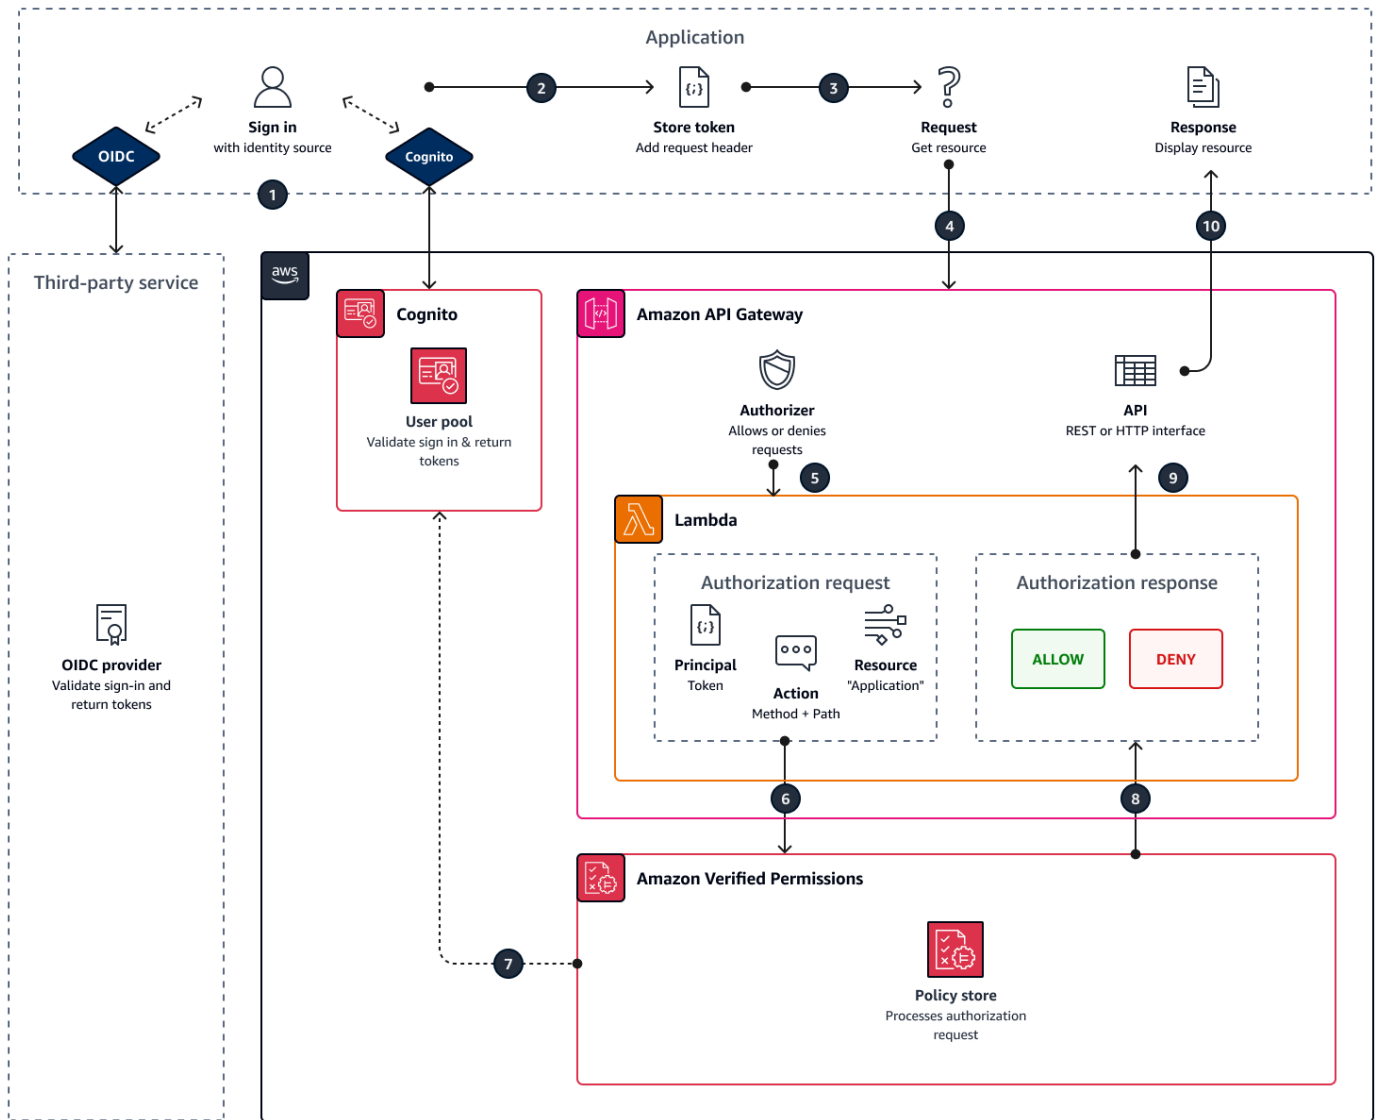 Application
2
3
Sign in
with identity source
Store token
Add request header
Request
Get resource
Response
Display resource
OIDC
Cognito
1
4
10
Third-party service
aws
Cognito
Amazon API Gateway
User pool
Validate sign in & return
tokens
Authorizer
Allows or denies
requests
API
REST or HTTP interface
5
9
Lambda
Authorization request
{;}
Principal
Token
Action
Method + Path
Resource
"Application"
Authorization response
ALLOW
DENY
OIDC provider
Validate sign-in and
return tokens
6
8
Amazon Verified Permissions
7
Policy store
Processes authorization
request